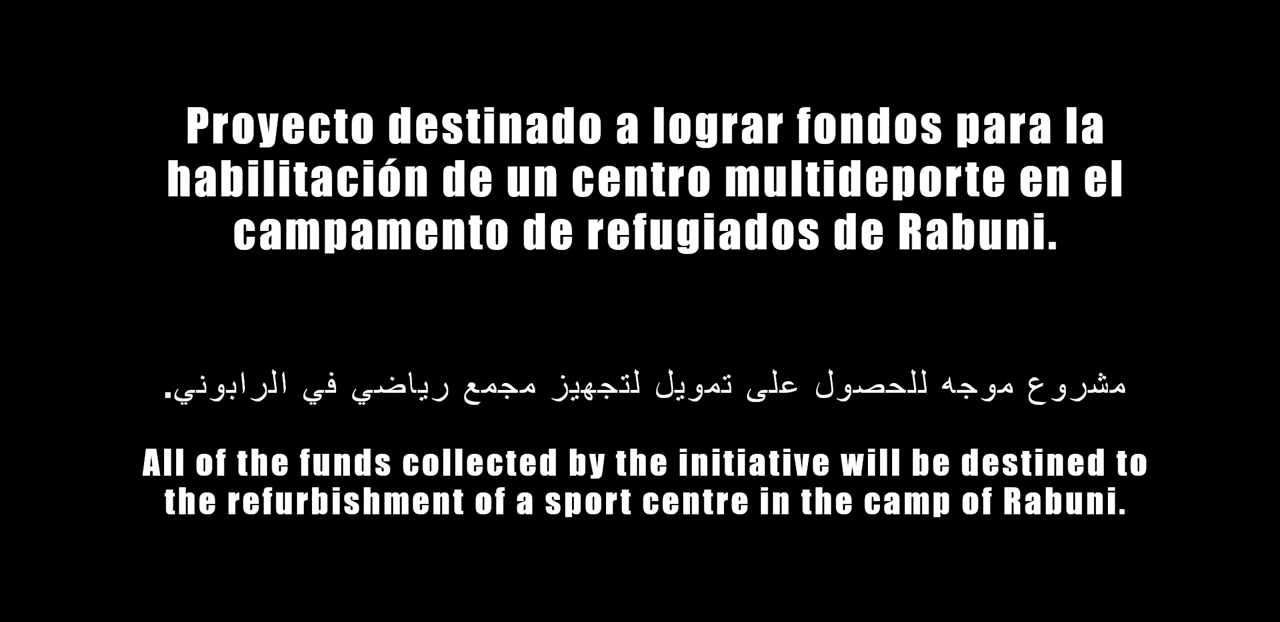 Proyecto destinado a lograr fondos para la
habilitación de un centro multideporte en el
campamento de refugiados de Rabuni.
مشروع موجه للحصول على تمويل لتجهيز مجمع رياضي في الرابوني.
All of the funds collected by the initiative will be destined to
the refurbishment of a sport centre in the camp of Rabuni.